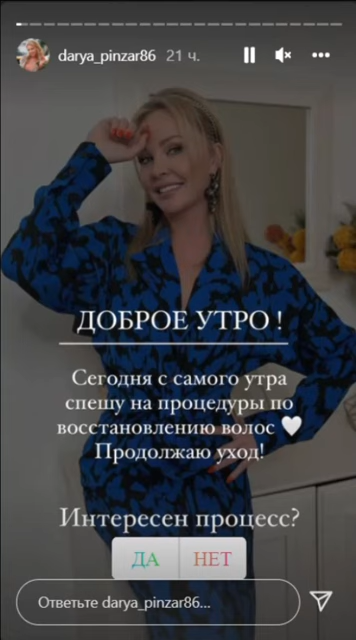 darya_pinzar86 21 ч.
ДОБРОЕ УТРО !
Сегодня с самого утра
спешу на процедуры по
восстановлению волос
Продолжаю уход!
Интересен процесс?
ДА НЕТ
Ответьте darya_pinzar86...